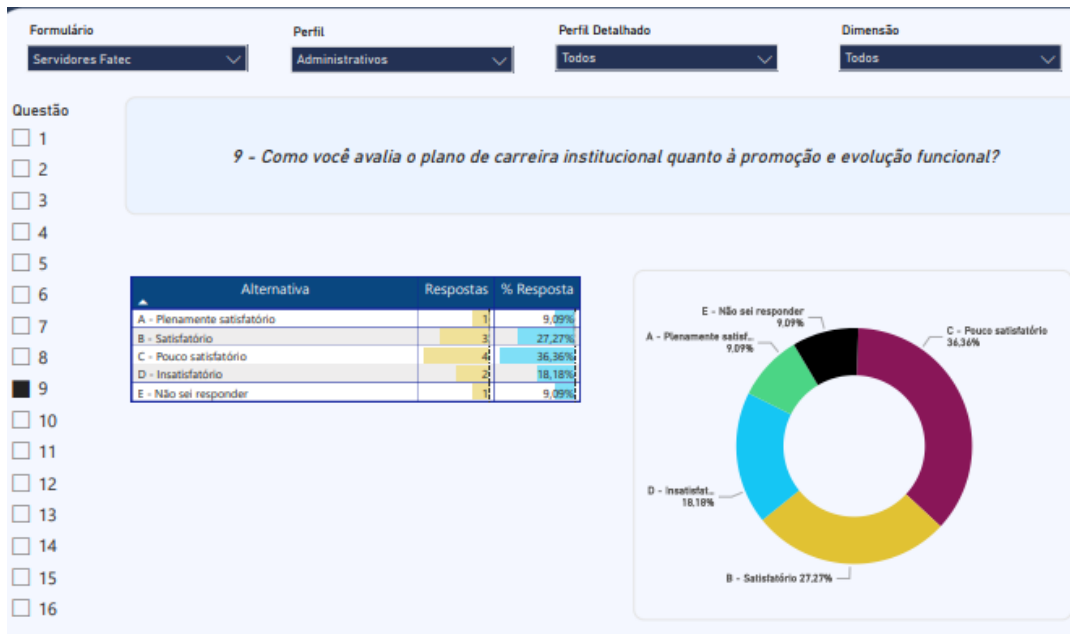 Formulário
Perfil
Perfil Detalhado
Dimensão
Servidores Fatec
Administrativos
Todos
Todos
Questão
1
2
3
4
5
6
7
8
9
10
11
12
13
14
15
16
9 - Como você avalia o plano de carreira institucional quanto à promoção e evolução funcional?
Alternativa Respostas % Resposta
A - Plenamente satisfatório 1 9,09%
B - Satisfatório 3 27,27%
C - Pouco satisfatório 4 36,36%
D - Insatisfatório 2 18,18%
E - Não sei responder 1 9,09%
E - Não sei responder
9,09%
A - Plenamente satisf...
9,09%
C - Pouco satisfatório
36,36%
D - Insatisfat...
18,18%
B - Satisfatório 27,27%